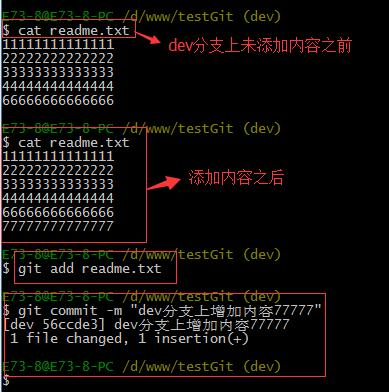 E73-8@E73-8-PC /d/www/testGit (dev)
$ cat readme.txt
11111111111111
22222222222222
33333333333333
44444444444444
66666666666666
dev分支上未添加内容之前
E73-8@E73-8-PC /d/www/testGit (dev)
$ cat readme.txt
11111111111111
22222222222222
33333333333333
44444444444444
66666666666666
77777777777777
添加内容之后
E73-8@E73-8-PC /d/www/testGit (dev)
$ git add readme.txt
E73-8@E73-8-PC /d/www/testGit (dev)
$ git commit -m "dev分支上增加内容77777"
[dev 56ccde3] dev分支上增加内容77777
1 file changed, 1 insertion(+)
E73-8@E73-8-PC /d/www/testGit (dev)
$